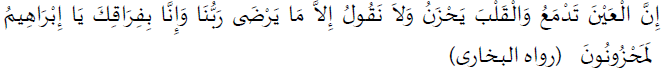 إِنَّ الْعَيْنَ تَدْمَعُ وَالْقَلْبَ يَحْزَنُ وَلاَ نَقُولُ إِلاَّ مَا يَرْضَى رَبُّنَا وَإِنَّا بِفِرَاقِكَ يَا إِبْرَاهِيمُ
لَمَحْزُونُونَ (رواه البخارى)